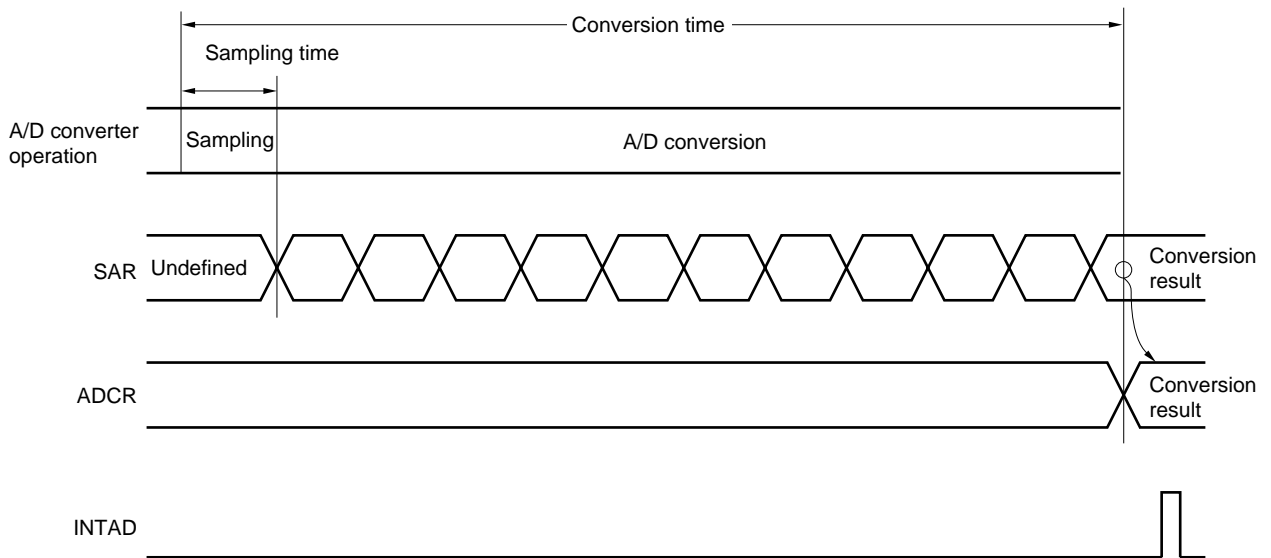 Conversion time
Sampling time
A/D converter
operation
Sampling
A/D conversion
SAR
Undefined
Conversion
result
ADCR
Conversion
result
INTAD